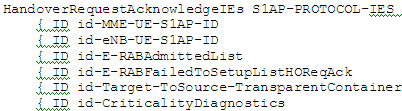 HandoverRequestAcknowledgeIEs S1AP-PROTOCOL-IES
{ ID id-MME-UE-S1AP-ID
{ ID id-eNB-UE-S1AP-ID
{ ID id-E-RABAdmittedList
{ ID id-E-RABFailedToSetupListHOReqAck
{ ID id-Target-ToSource-TransparentContainer
{ ID id-CriticalityDiagnostics